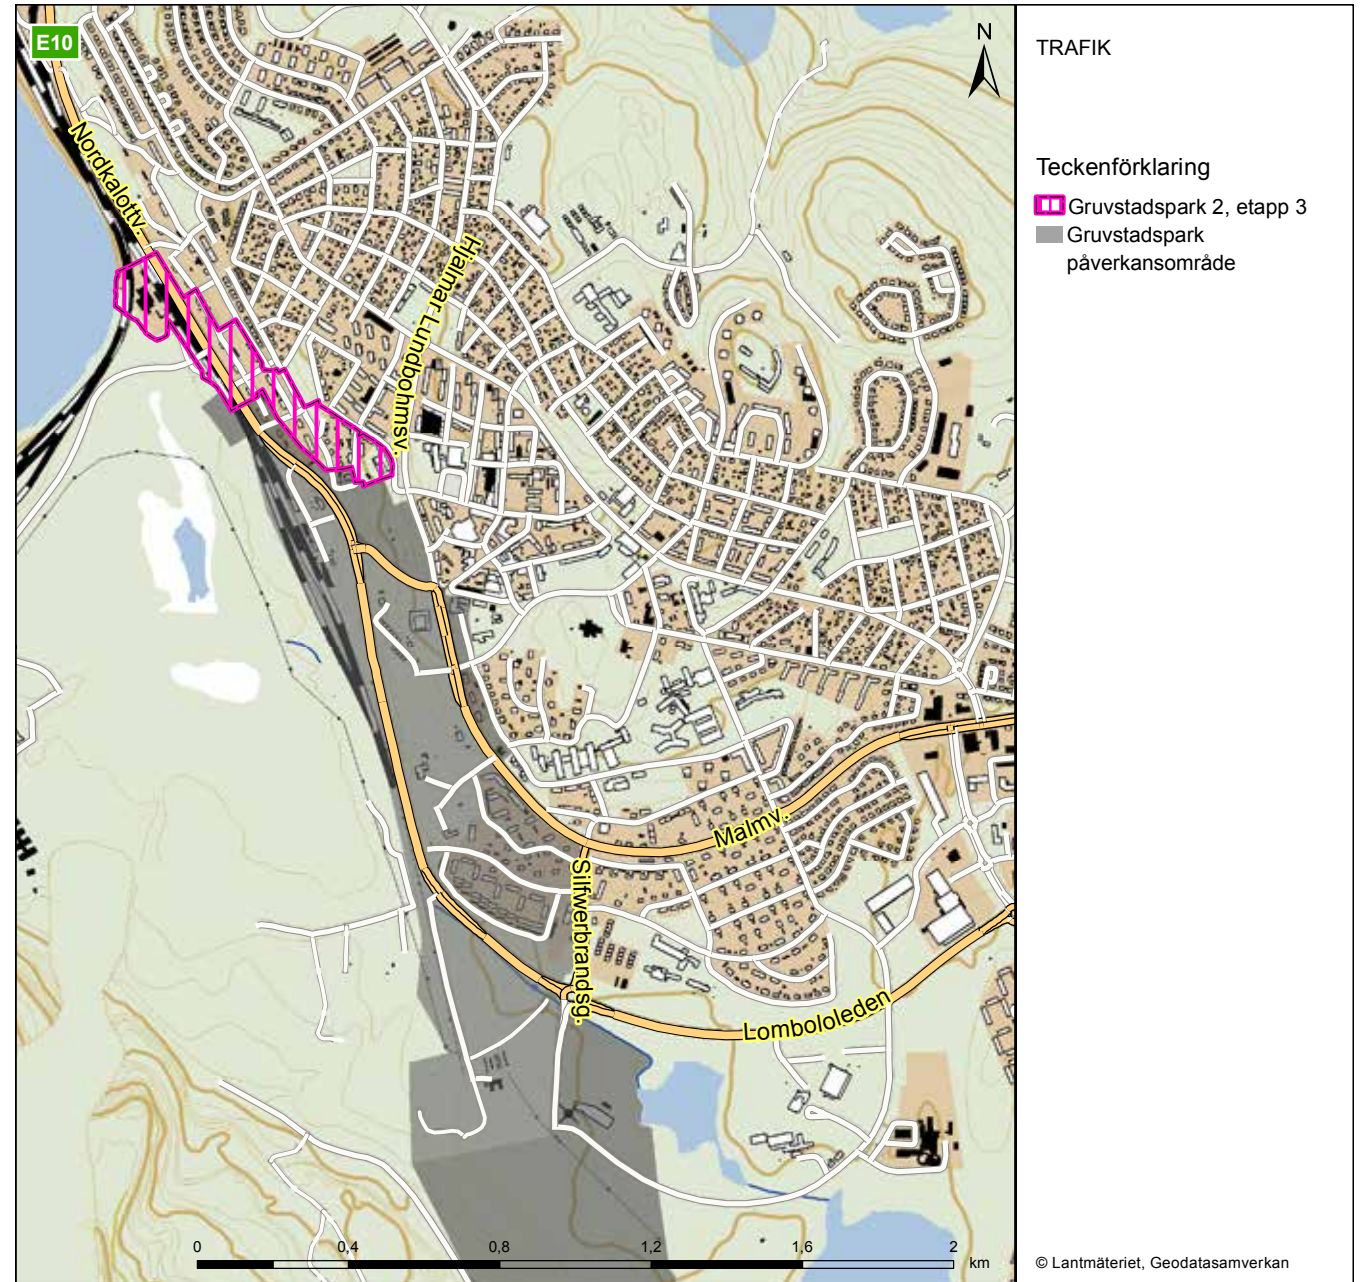 E10
N
Nordkalottv.
Hjalmar Lundbohmsv.
Malmv.
Silfwerbrandsg.
Lombololeden
0 0,4 0,8 1,2 1,6 2
km
TRAFIK
Teckenförklaring
Gruvstadspark 2, etapp 3
Gruvstadspark
påverkansområde
© Lantmäteriet, Geodatasamverkan